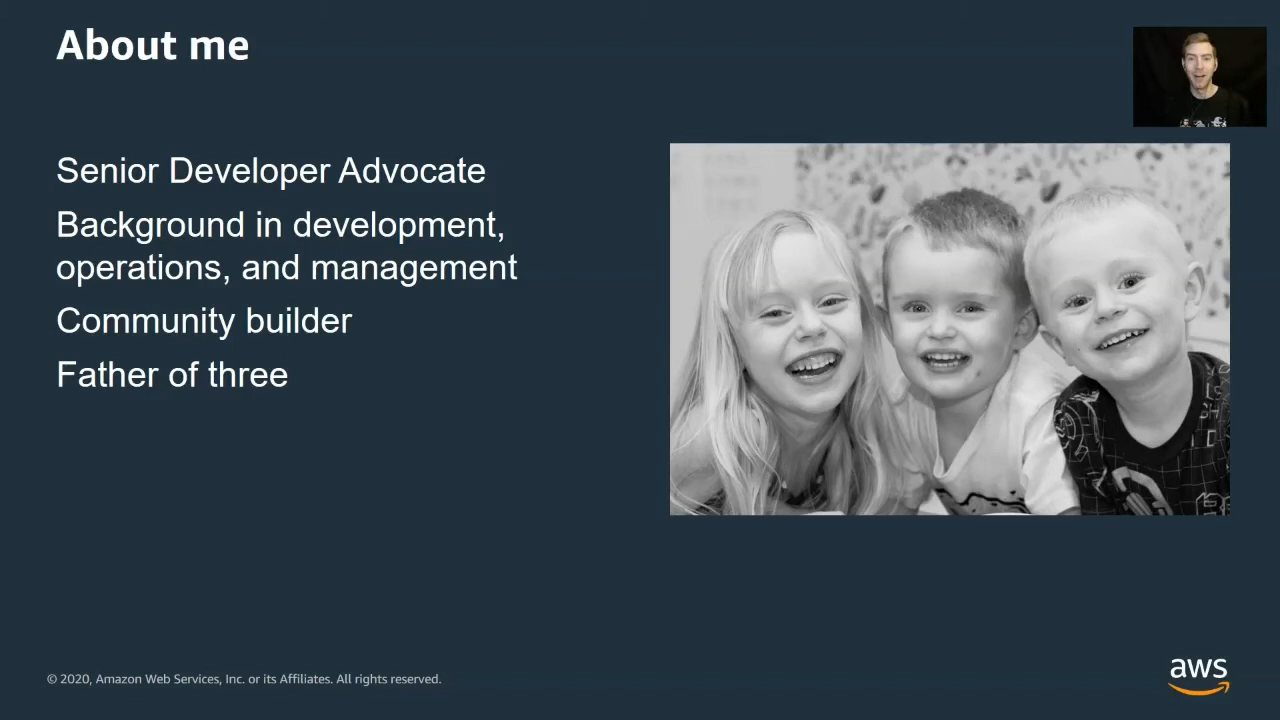 About me
Senior Developer Advocate
Background in development,
operations, and management
Community builder
Father of three
© 2020, Amazon Web Services, Inc. or its Affiliates. All rights reserved.
aws